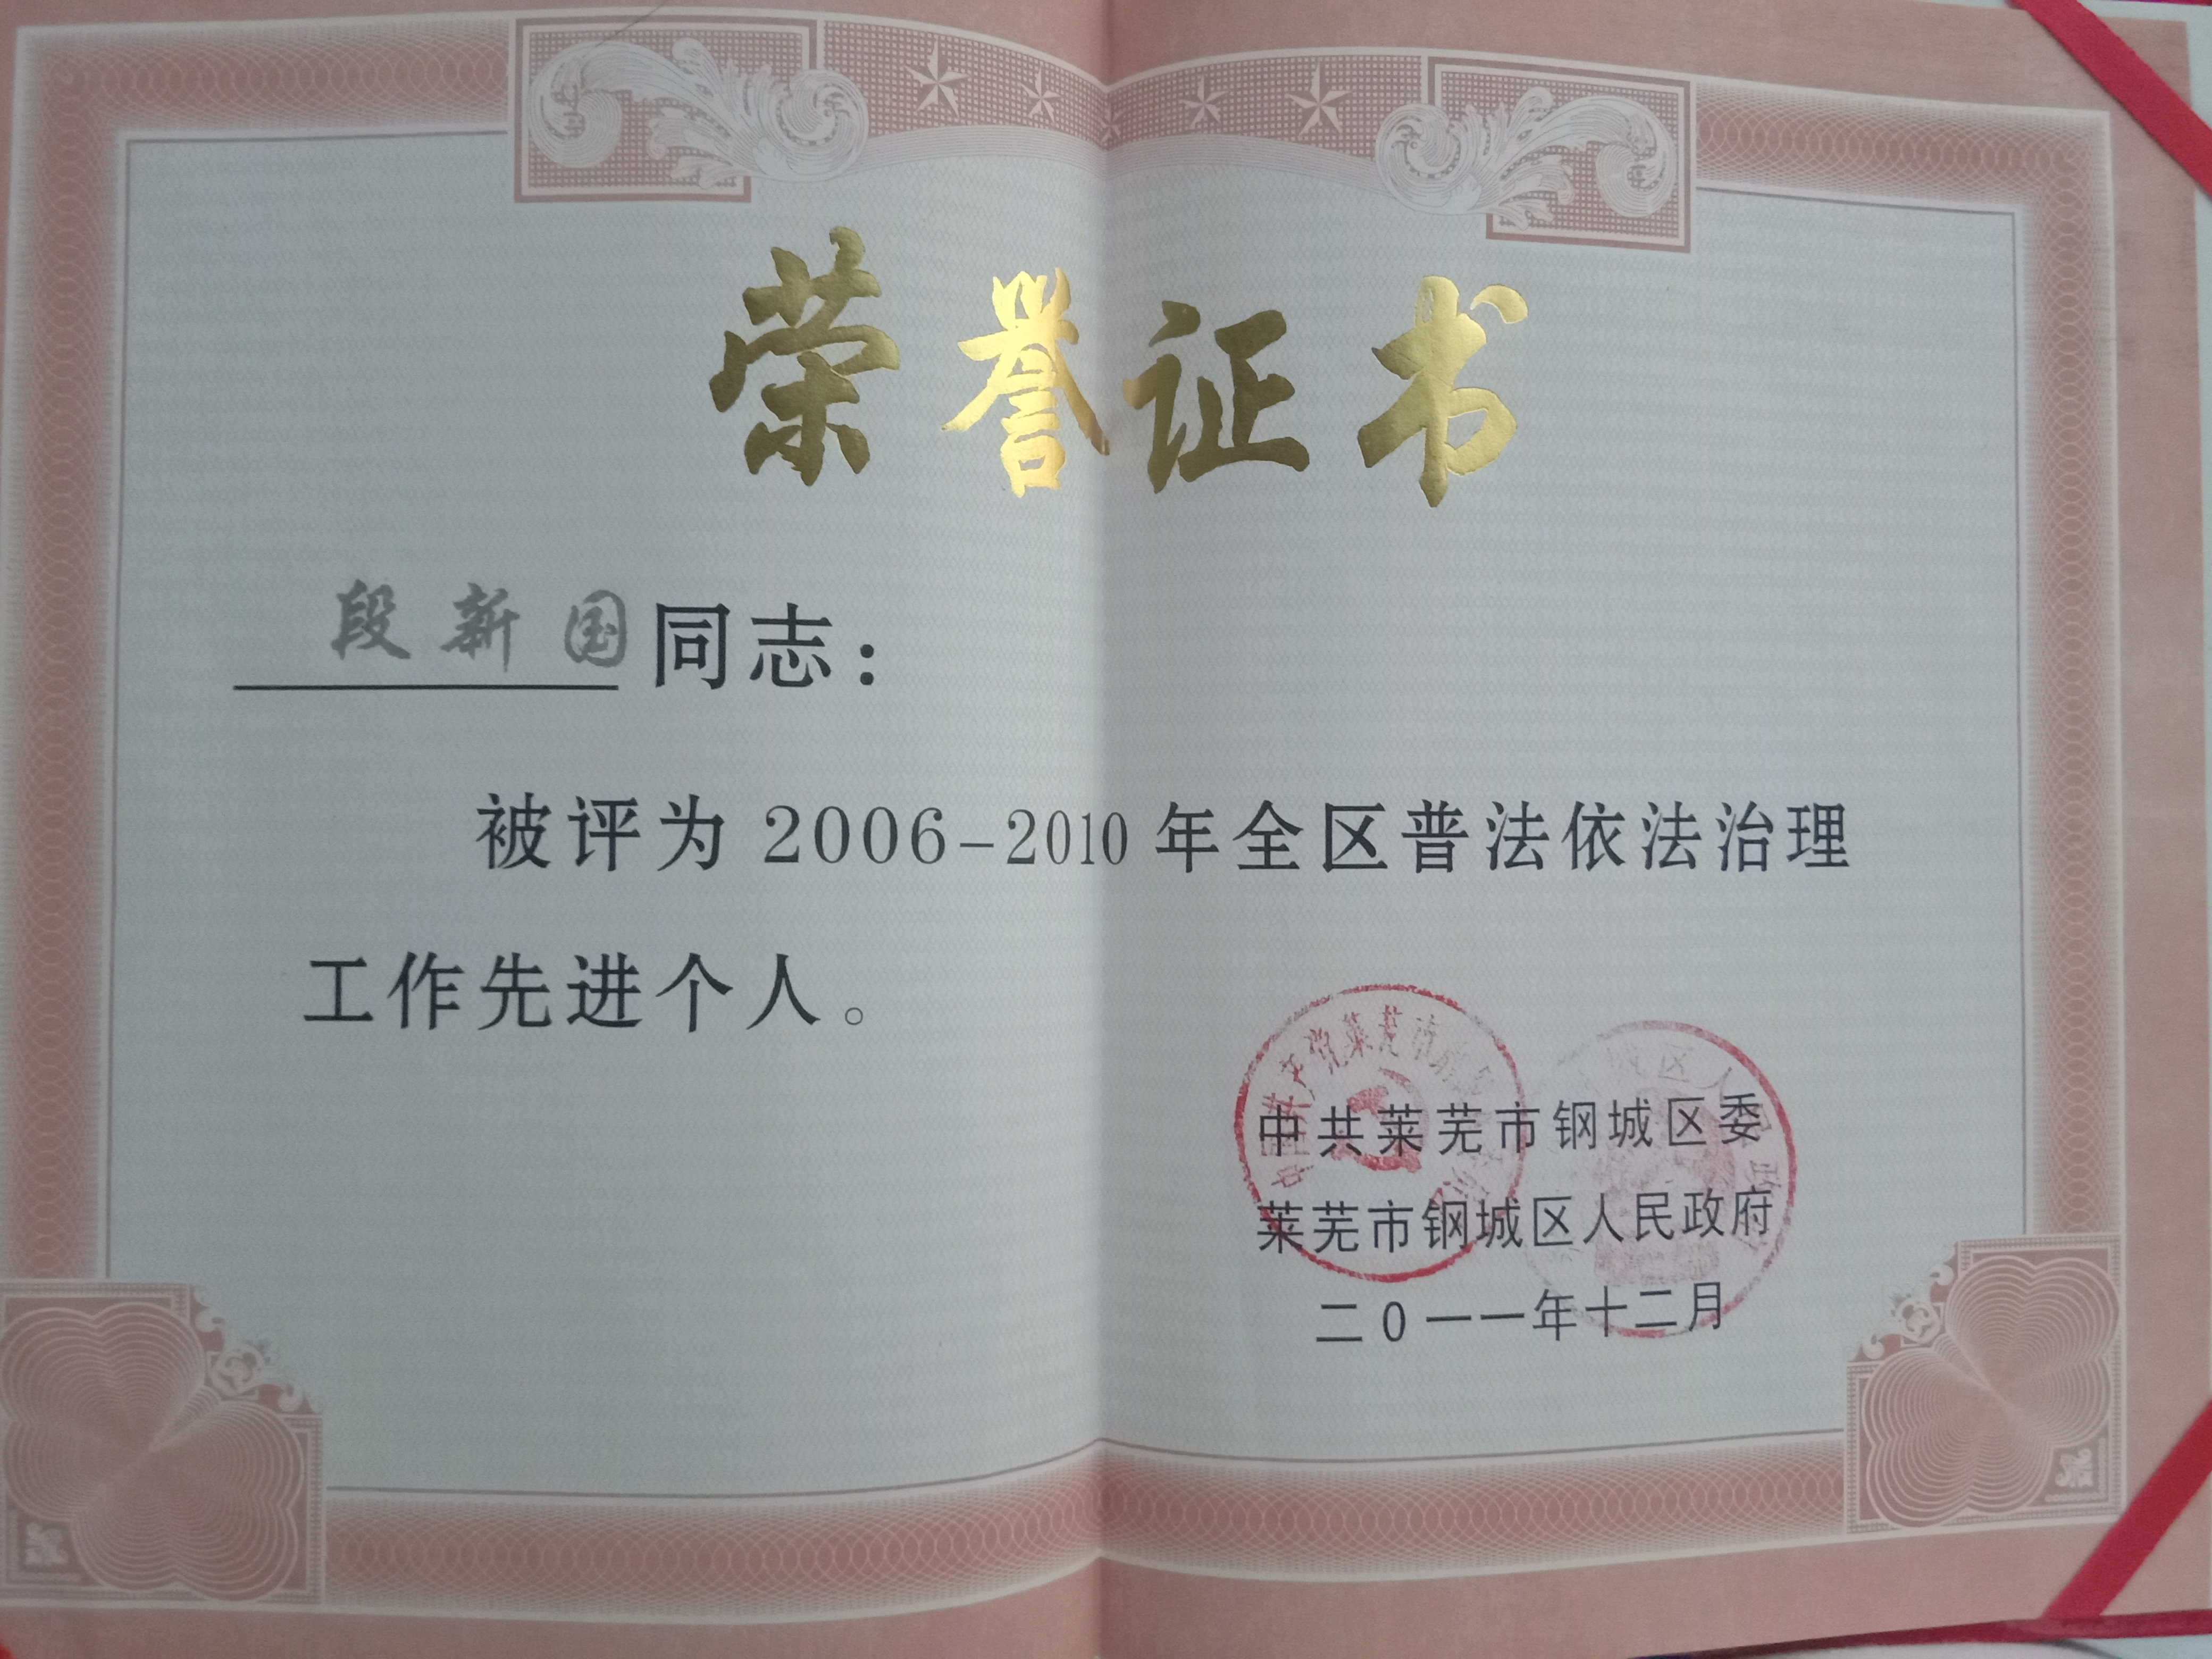 荣誉证书
段新国同志：
被评为2006-2010年全区普法依法治理
工作先进个人。
中共莱芜市钢城区委
莱芜市钢城区人民政府
二0一一年十二月